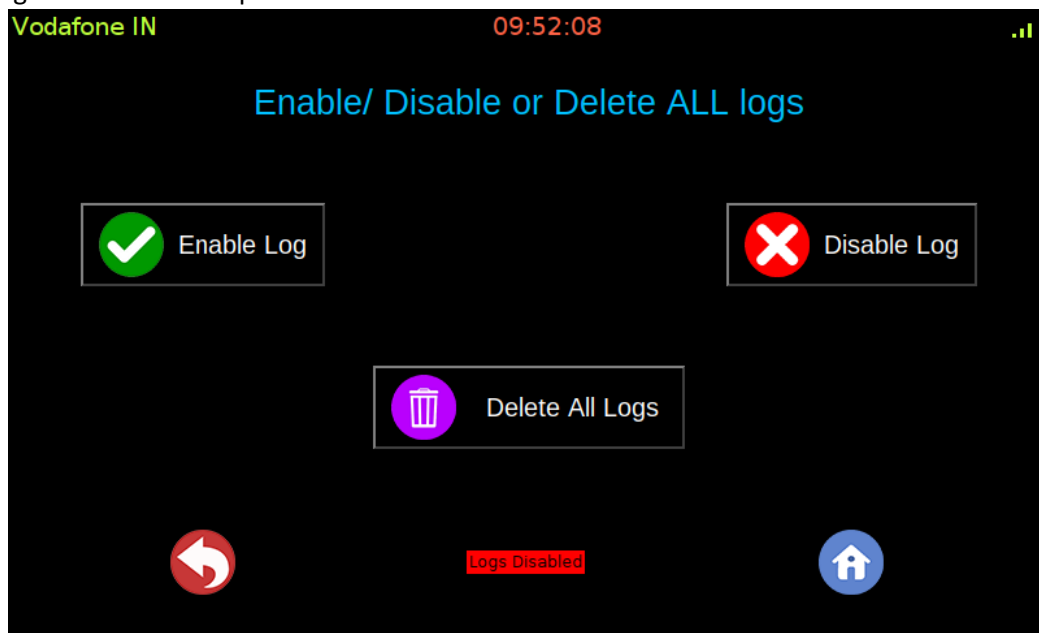 Vodafone IN 09:52:08
Enable/ Disable or Delete ALL logs
Enable Log Disable Log
Delete All Logs
Logs Disabled